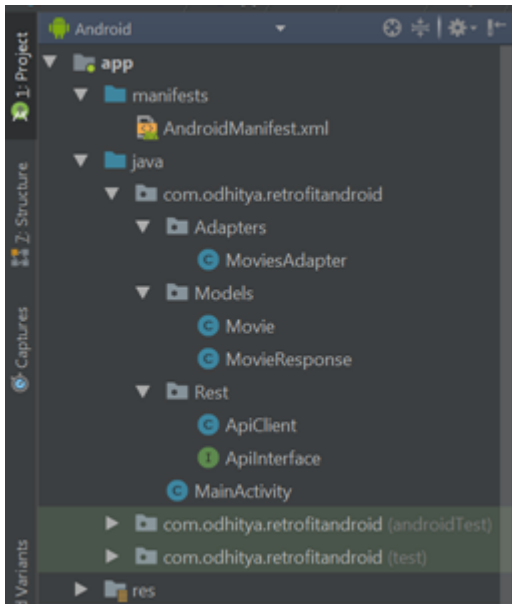 Android
app
manifests
AndroidManifest.xml
java
com.odhitya.retrofitandroid
Adapters
MoviesAdapter
Models
Movie
MovieResponse
Rest
ApiClient
ApiInterface
MainActivity
com.odhitya.retrofitandroid (androidTest)
com.odhitya.retrofitandroid (test)
res
1: Project
Z: Structure
Captures
d Variants